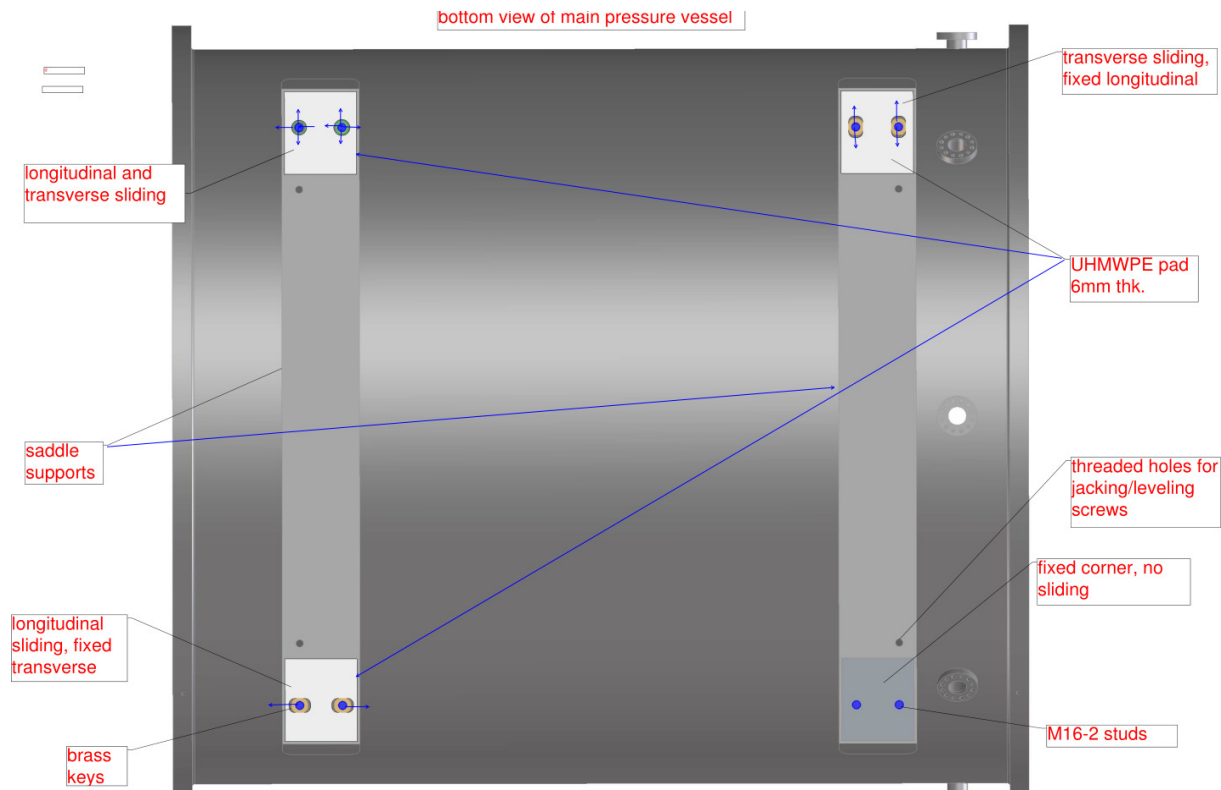 bottom view of main pressure vessel
transverse sliding,
fixed longitudinal
longitudinal and
transverse sliding
UHMWPE pad
6mm thk.
saddle
supports
threaded holes for
jacking/leveling
screws
fixed corner, no
sliding
longitudinal
sliding, fixed
transverse
M16-2 studs
brass
keys